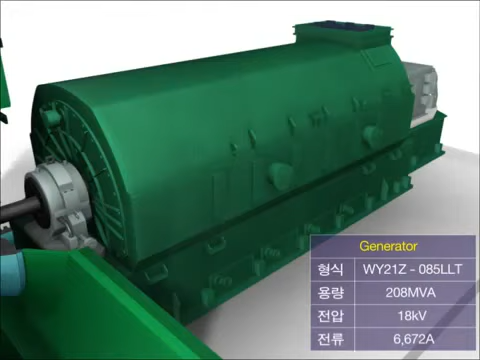 Generator
형식 WY21Z - 085LLT
용량 208MVA
전압 18kV
전류 6,672A